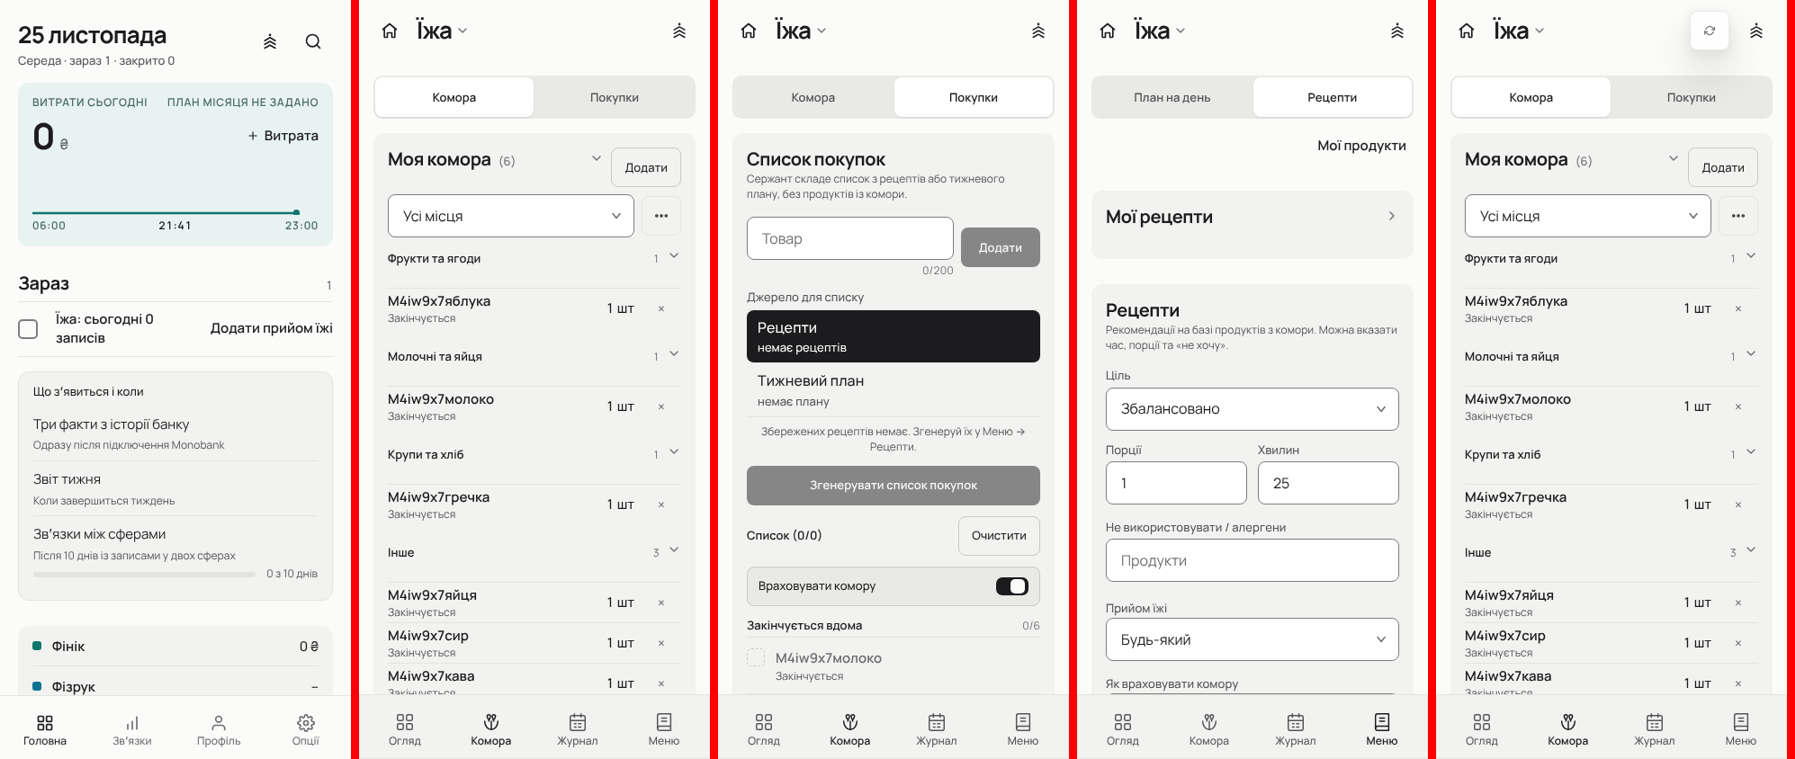 25 листопада
Середа · зараз 1 · закрито 0
ВИТРАТИ СЬОГОДНІ
ПЛАН МІСЯЦЯ НЕ ЗАДАНО
0 ₴
+ Витрата
06:00
21:41
23:00
Зараз
1
Їжа: сьогодні 0
записів
Додати прийом їжі
Що зʼявиться і коли
Три факти з історії банку
Одразу після підключення Monobank
Звіт тижня
Коли завершиться тиждень
Звʼязки між сферами
Після 10 днів із записами у двох сферах
0 з 10 днів
Фінік
0 ₴
Фізрук
–
Головна
Звʼязки
Профіль
Опції
Їжа
Комора
Покупки
Моя комора (6)
Додати
Усі місця
Фрукти та ягоди
1
M4iw9x7яблука
Закінчується
1 шт ×
Молочні та яйця
1
M4iw9x7молоко
Закінчується
1 шт ×
Крупи та хліб
1
M4iw9x7гречка
Закінчується
1 шт ×
Інше
3
M4iw9x7яйця
Закінчується
1 шт ×
M4iw9x7сир
Закінчується
1 шт ×
M4iw9x7кава
Закінчується
1 шт ×
Огляд
Комора
Журнал
Меню
Їжа
Комора
Покупки
Список покупок
Сержант складе список з рецептів або тижневого
плану, без продуктів із комори.
Товар
Додати
0/200
Джерело для списку
Рецепти
немає рецептів
Тижневий план
немає плану
Збережених рецептів немає. Згенеруй їх у Меню →
Рецепти.
Згенерувати список покупок
Список (0/0)
Очистити
Враховувати комору
Закінчується вдома
0/6
M4iw9x7молоко
Закінчується
Огляд
Комора
Журнал
Меню
Їжа
План на день
Рецепти
Мої продукти
Мої рецепти
Рецепти
Рекомендації на базі продуктів з комори. Можна вказати
час, порції та «не хочу».
Ціль
Збалансовано
Порції
Хвилин
1
25
Не використовувати / алергени
Продукти
Прийом їжі
Будь-який
Як враховувати комору
Огляд
Комора
Журнал
Меню
Їжа
Комора
Покупки
Моя комора (6)
Додати
Усі місця
Фрукти та ягоди
1
M4iw9x7яблука
Закінчується
1 шт ×
Молочні та яйця
1
M4iw9x7молоко
Закінчується
1 шт ×
Крупи та хліб
1
M4iw9x7гречка
Закінчується
1 шт ×
Інше
3
M4iw9x7яйця
Закінчується
1 шт ×
M4iw9x7сир
Закінчується
1 шт ×
M4iw9x7кава
Закінчується
1 шт ×
Огляд
Комора
Журнал
Меню